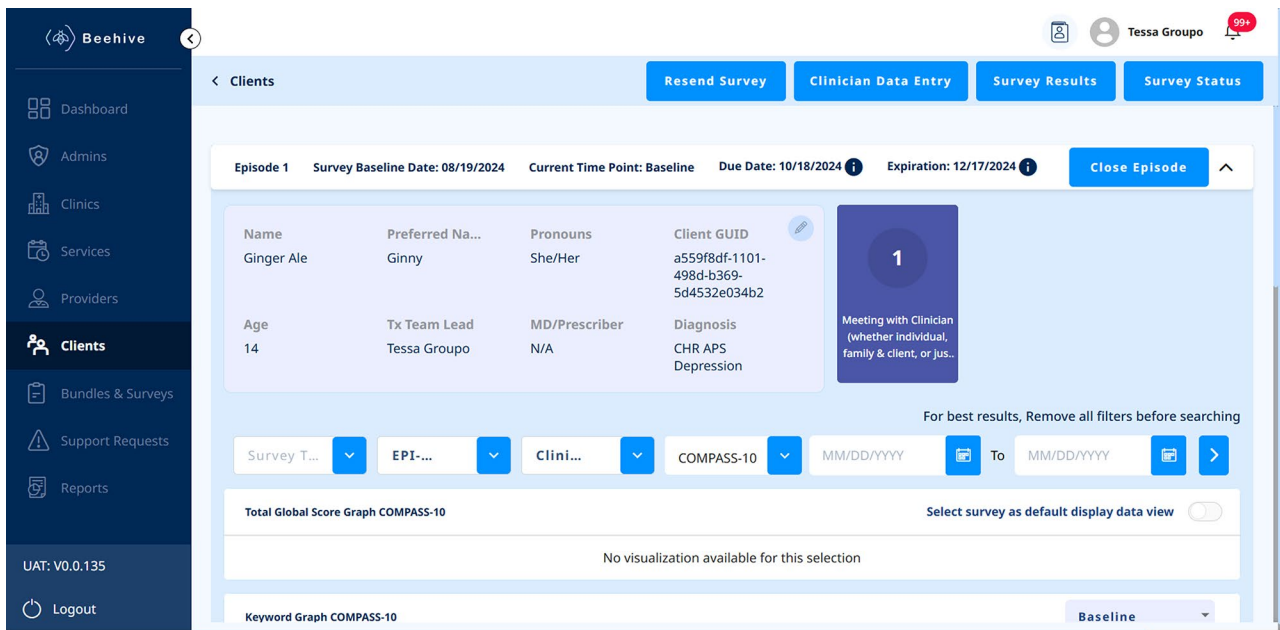 Beehive
Tessa Groupo
99+
Clients
Resend Survey
Clinician Data Entry
Survey Results
Survey Status
Dashboard
Admins
Clinics
Services
Providers
Clients
Bundles & Surveys
Support Requests
Reports
UAT: V0.0.135
Logout
Episode 1 Survey Baseline Date: 08/19/2024 Current Time Point: Baseline Due Date: 10/18/2024 Expiration: 12/17/2024 Close Episode
Name Preferred Na... Pronouns Client GUID
Ginger Ale Ginny She/Her a559f8df-1101-
498d-b369-
5d4532e034b2
Age Tx Team Lead MD/Prescriber Diagnosis
14 Tessa Groupo N/A CHR APS
Depression
1
Meeting with Clinician
(whether individual,
family & client, or jus..
For best results, Remove all filters before searching
Survey T... EPI-... Clini... COMPASS-10 MM/DD/YYYY To MM/DD/YYYY
Total Global Score Graph COMPASS-10 Select survey as default display data view
No visualization available for this selection
Keyword Graph COMPASS-10 Baseline